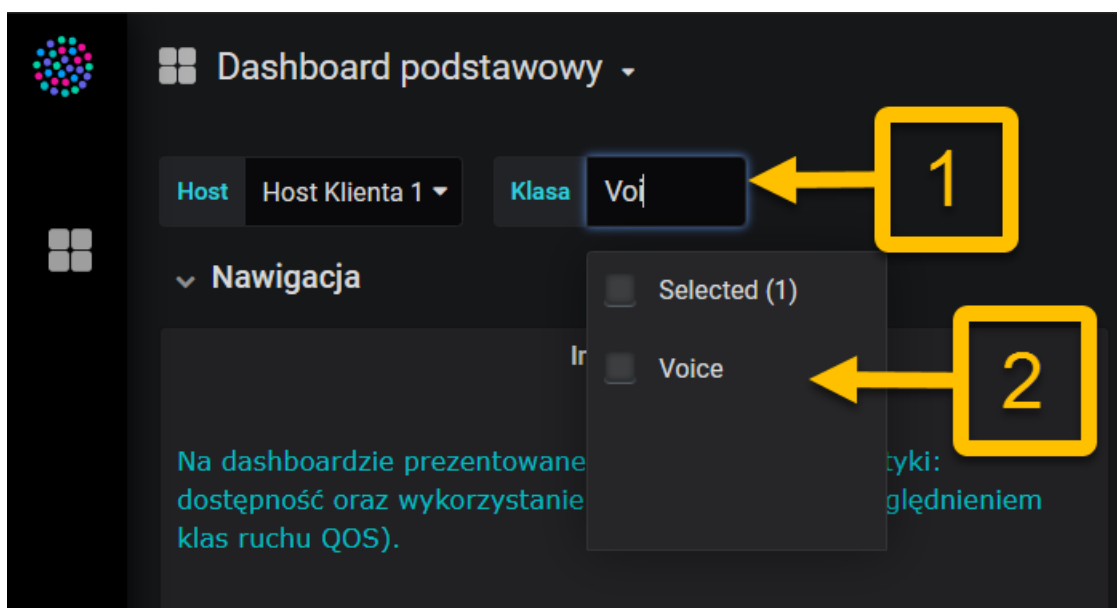 Dashboard podstawowy
Host Host Klienta 1 Klasa Voi
1
Nawigacja
Selected (1)
Voice
2
Na dashboardzie prezentowane tyki:
dostępność oraz wykorzystanie ględnieniem
klas ruchu QOS).